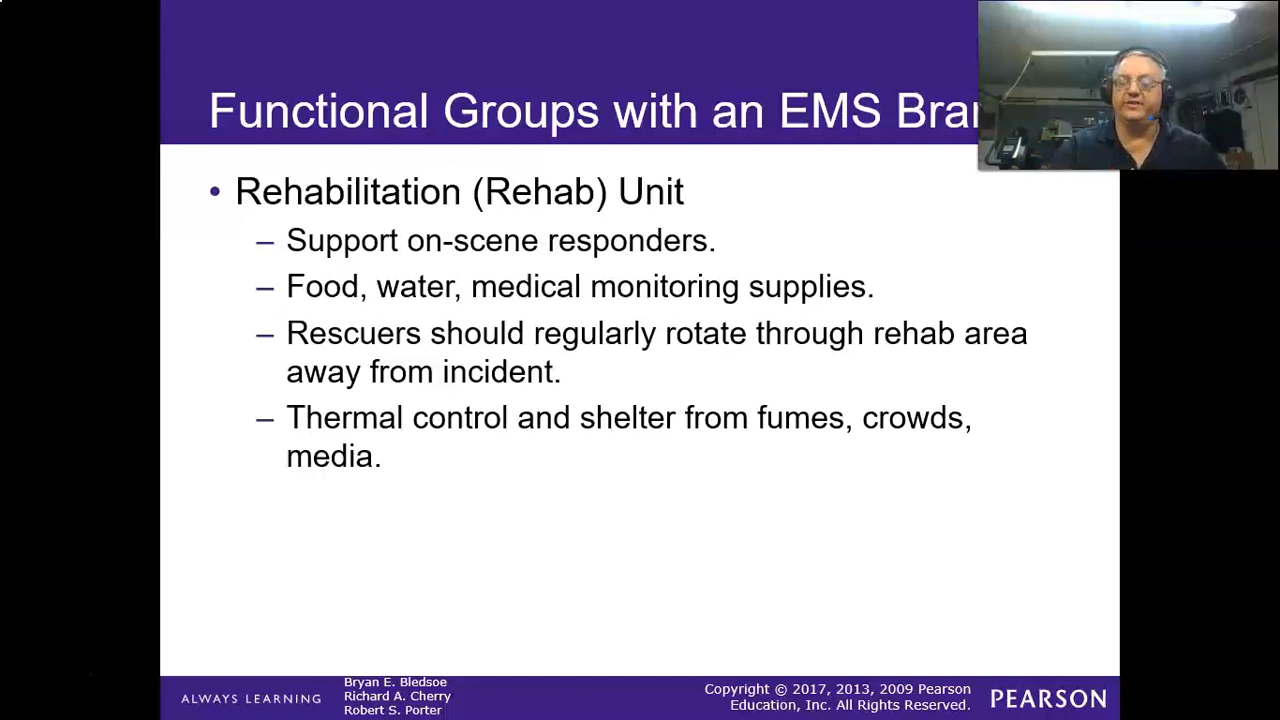 Functional Groups with an EMS
• Rehabilitation (Rehab) Unit
– Support on-scene responders.
– Food, water, medical monitoring supplies.
– Rescuers should regularly rotate through rehab area
away from incident.
– Thermal control and shelter from fumes, crowds,
media.
ALWAYS LEARNING
Bryan E. Bledsoe
Richard A. Cherry
Robert S. Porter
Copyright © 2017, 2013, 2009 Pearson
Education, Inc. All Rights Reserved.
PEARSON